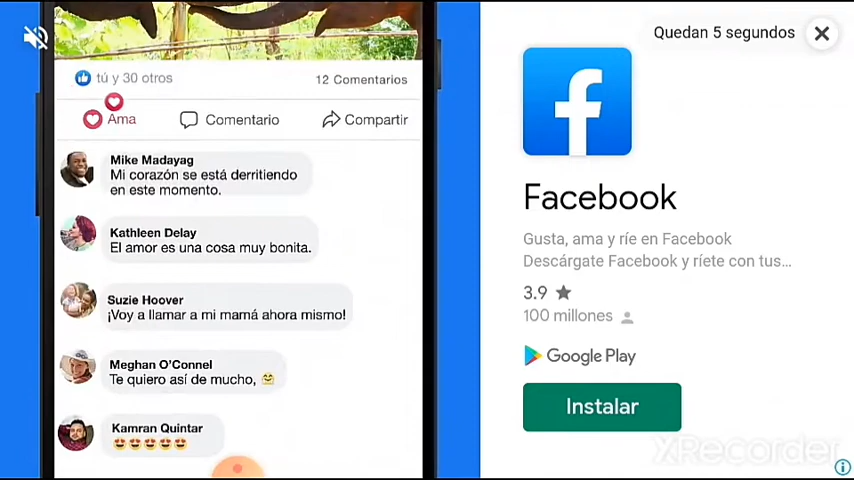 tú y 30 otros
12 Comentarios
Ama
Comentario
Compartir
Mike Madayag
Mi corazón se está derritiendo
en este momento.
Kathleen Delay
El amor es una cosa muy bonita.
Suzie Hoover
¡Voy a llamar a mi mamá ahora mismo!
Meghan O’Connel
Te quiero así de mucho, 🤗
Kamran Quintar
😍😍😍😍😍
Quedan 5 segundos
f
Facebook
Gusta, ama y ríe en Facebook
Descárgate Facebook y ríete con tus...
3.9 ★
100 millones
Google Play
Instalar
XRecorder